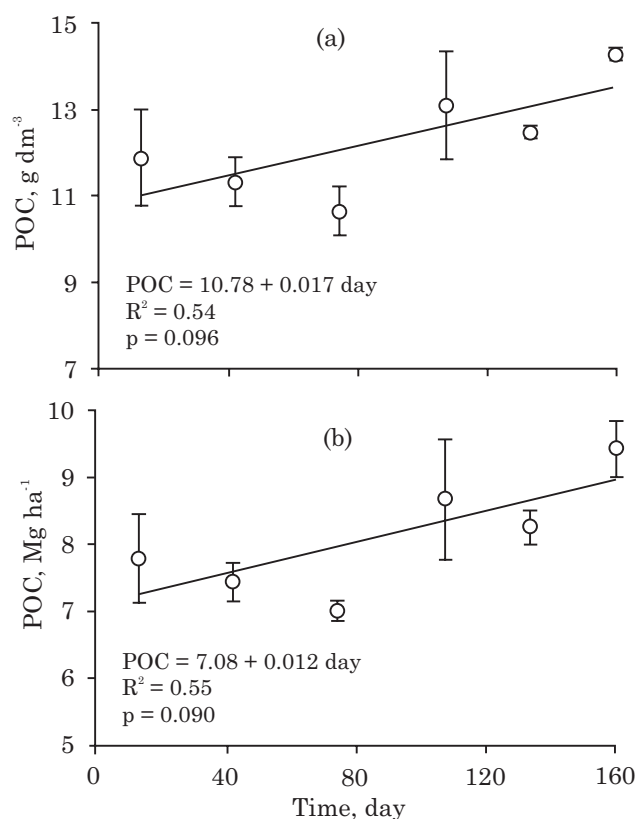 15
13
11
9
7
POC, g dm⁻³
(a)
POC = 10.78 + 0.017 day
R² = 0.54
p = 0.096
10
9
8
7
6
5
POC, Mg ha⁻¹
(b)
POC = 7.08 + 0.012 day
R² = 0.55
p = 0.090
0 40 80 120 160
Time, day